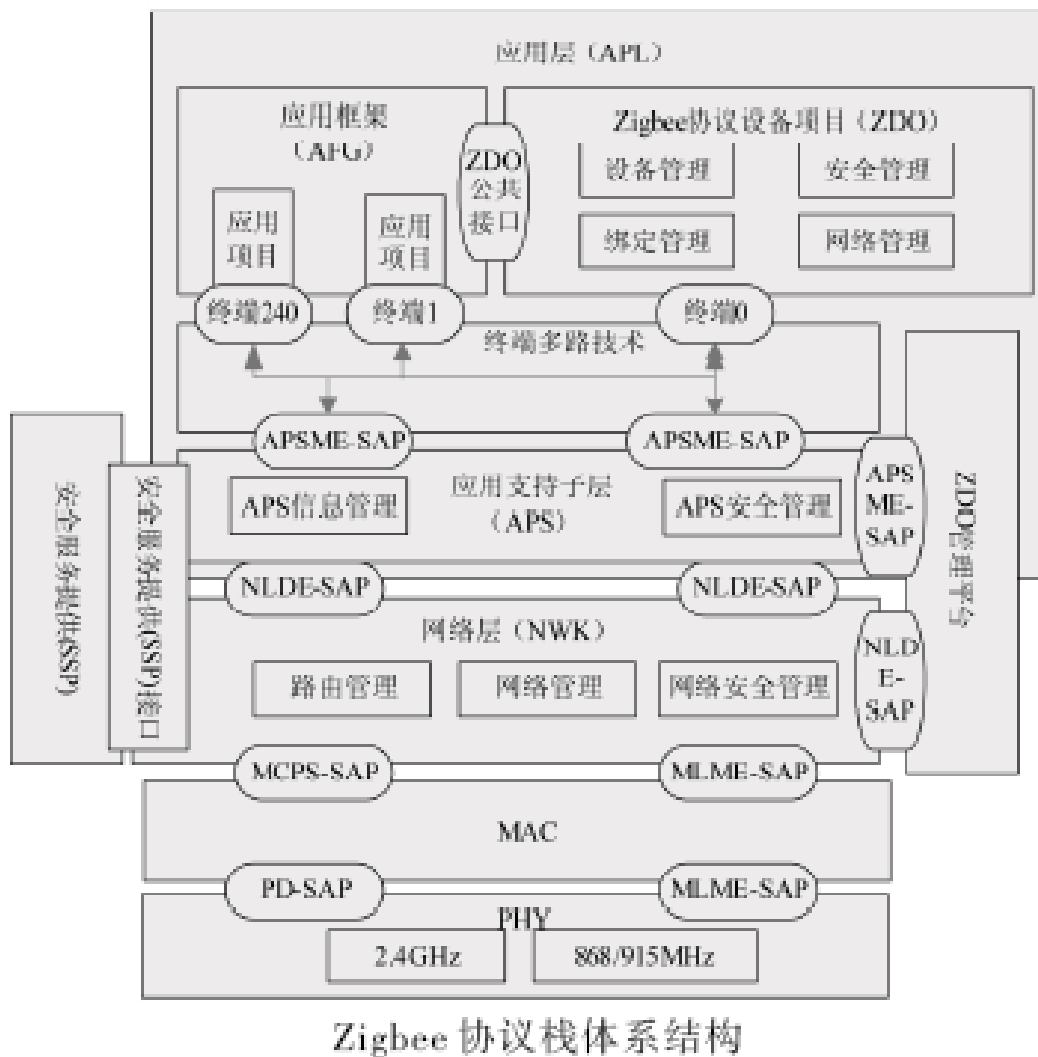 应用层（APL）
应用框架
（AFG）
ZDO
公共
接口
Zigbee协议设备项目（ZDO）
设备管理
安全管理
绑定管理
网络管理
应用
项目
应用
项目
终端240
终端1
终端0
终端多路技术
APSME-SAP
APSME-SAP
应用支持子层
（APS）
APS信息管理
APS安全管理
APS
ME-
SAP
ZDO管理平台
安全服务提供(SSP)
安全服务提供(SSP)接口
NLDE-SAP
NLDE-SAP
网络层（NWK）
路由管理
网络管理
网络安全管理
NLD
E-
SAP
MCPS-SAP
MLME-SAP
MAC
PD-SAP
MLME-SAP
PHY
2.4GHz
868/915MHz
Zigbee 协议栈体系结构